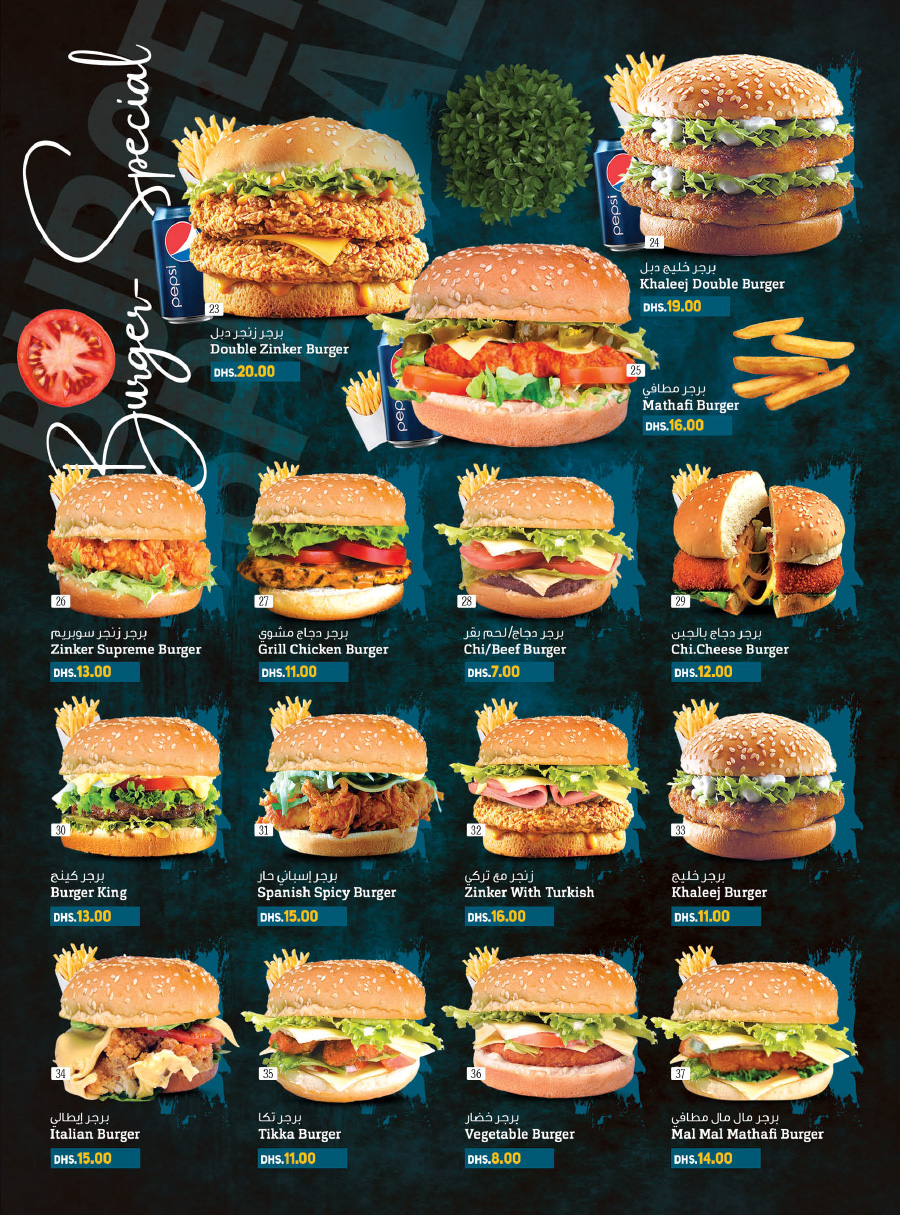 BURGER
SPECIAL
Burger- Special
pepsi
23
برجر زنجر دبل
Double Zinker Burger
DHS.20.00
pepsi
24
برجر خليج دبل
Khaleej Double Burger
DHS.19.00
pepsi
25
برجر مطافي
Mathafi Burger
DHS.16.00
26
برجر زنجر سوبريم
Zinker Supreme Burger
DHS.13.00
27
برجر دجاج مشوي
Grill Chicken Burger
DHS.11.00
28
برجر دجاج/لحم بقر
Chi/Beef Burger
DHS.7.00
29
برجر دجاج بالجبن
Chi.Cheese Burger
DHS.12.00
30
برجر كينج
Burger King
DHS.13.00
31
برجر إسباني حار
Spanish Spicy Burger
DHS.15.00
32
زنجر مع تركي
Zinker With Turkish
DHS.16.00
33
برجر خليج
Khaleej Burger
DHS.11.00
34
برجر إيطالي
Italian Burger
DHS.15.00
35
برجر تكا
Tikka Burger
DHS.11.00
36
برجر خضار
Vegetable Burger
DHS.8.00
37
برجر مال مال مطافي
Mal Mal Mathafi Burger
DHS.14.00